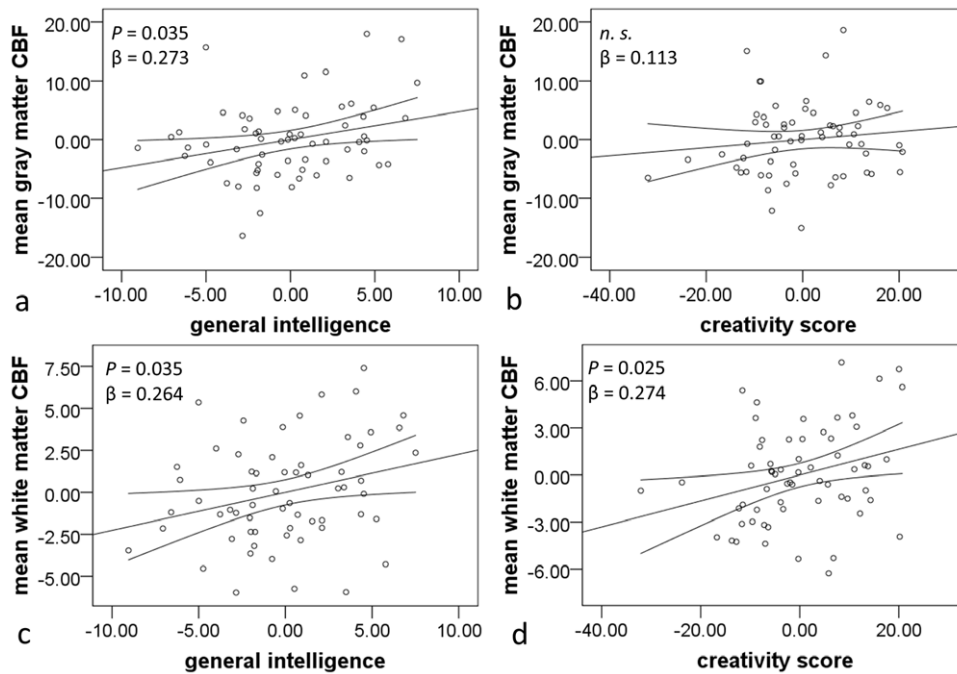 P = 0.035
β = 0.273
mean gray matter CBF
20.00
10.00
0.00
-10.00
-20.00
-10.00 -5.00 0.00 5.00 10.00
general intelligence
a
n. s.
β = 0.113
mean gray matter CBF
20.00
10.00
0.00
-10.00
-20.00
-40.00 -20.00 0.00 20.00
creativity score
b
P = 0.035
β = 0.264
mean white matter CBF
7.50
5.00
2.50
0.00
-2.50
-5.00
-10.00 -5.00 0.00 5.00 10.00
general intelligence
c
P = 0.025
β = 0.274
mean white matter CBF
6.00
3.00
0.00
-3.00
-6.00
-40.00 -20.00 0.00 20.00
creativity score
d